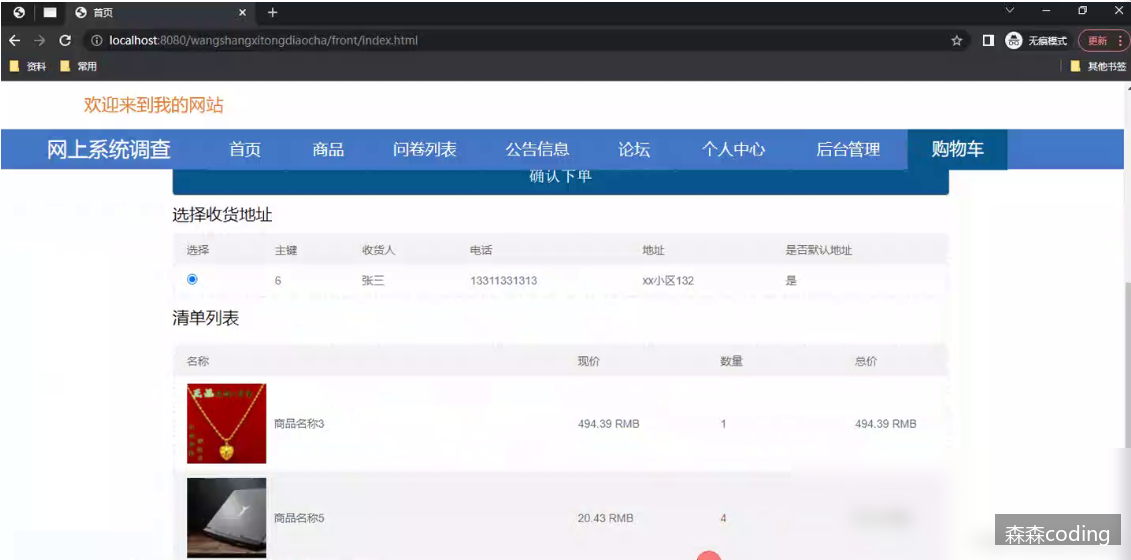 首页
localhost:8080/wangshangxitongdiaocha/front/index.html
无痕模式
更新
资料
常用
其他书签
欢迎来到我的网站
网上系统调查 首页 商品 问卷列表 公告信息 论坛 个人中心 后台管理 购物车
确认下单
选择收货地址
选择 主键 收货人 电话 地址 是否默认地址
6 张三 13311331313 xx小区132 是
清单列表
名称 现价 数量 总价
商品名称3 494.39 RMB 1 494.39 RMB
商品名称5 20.43 RMB 4
森森coding